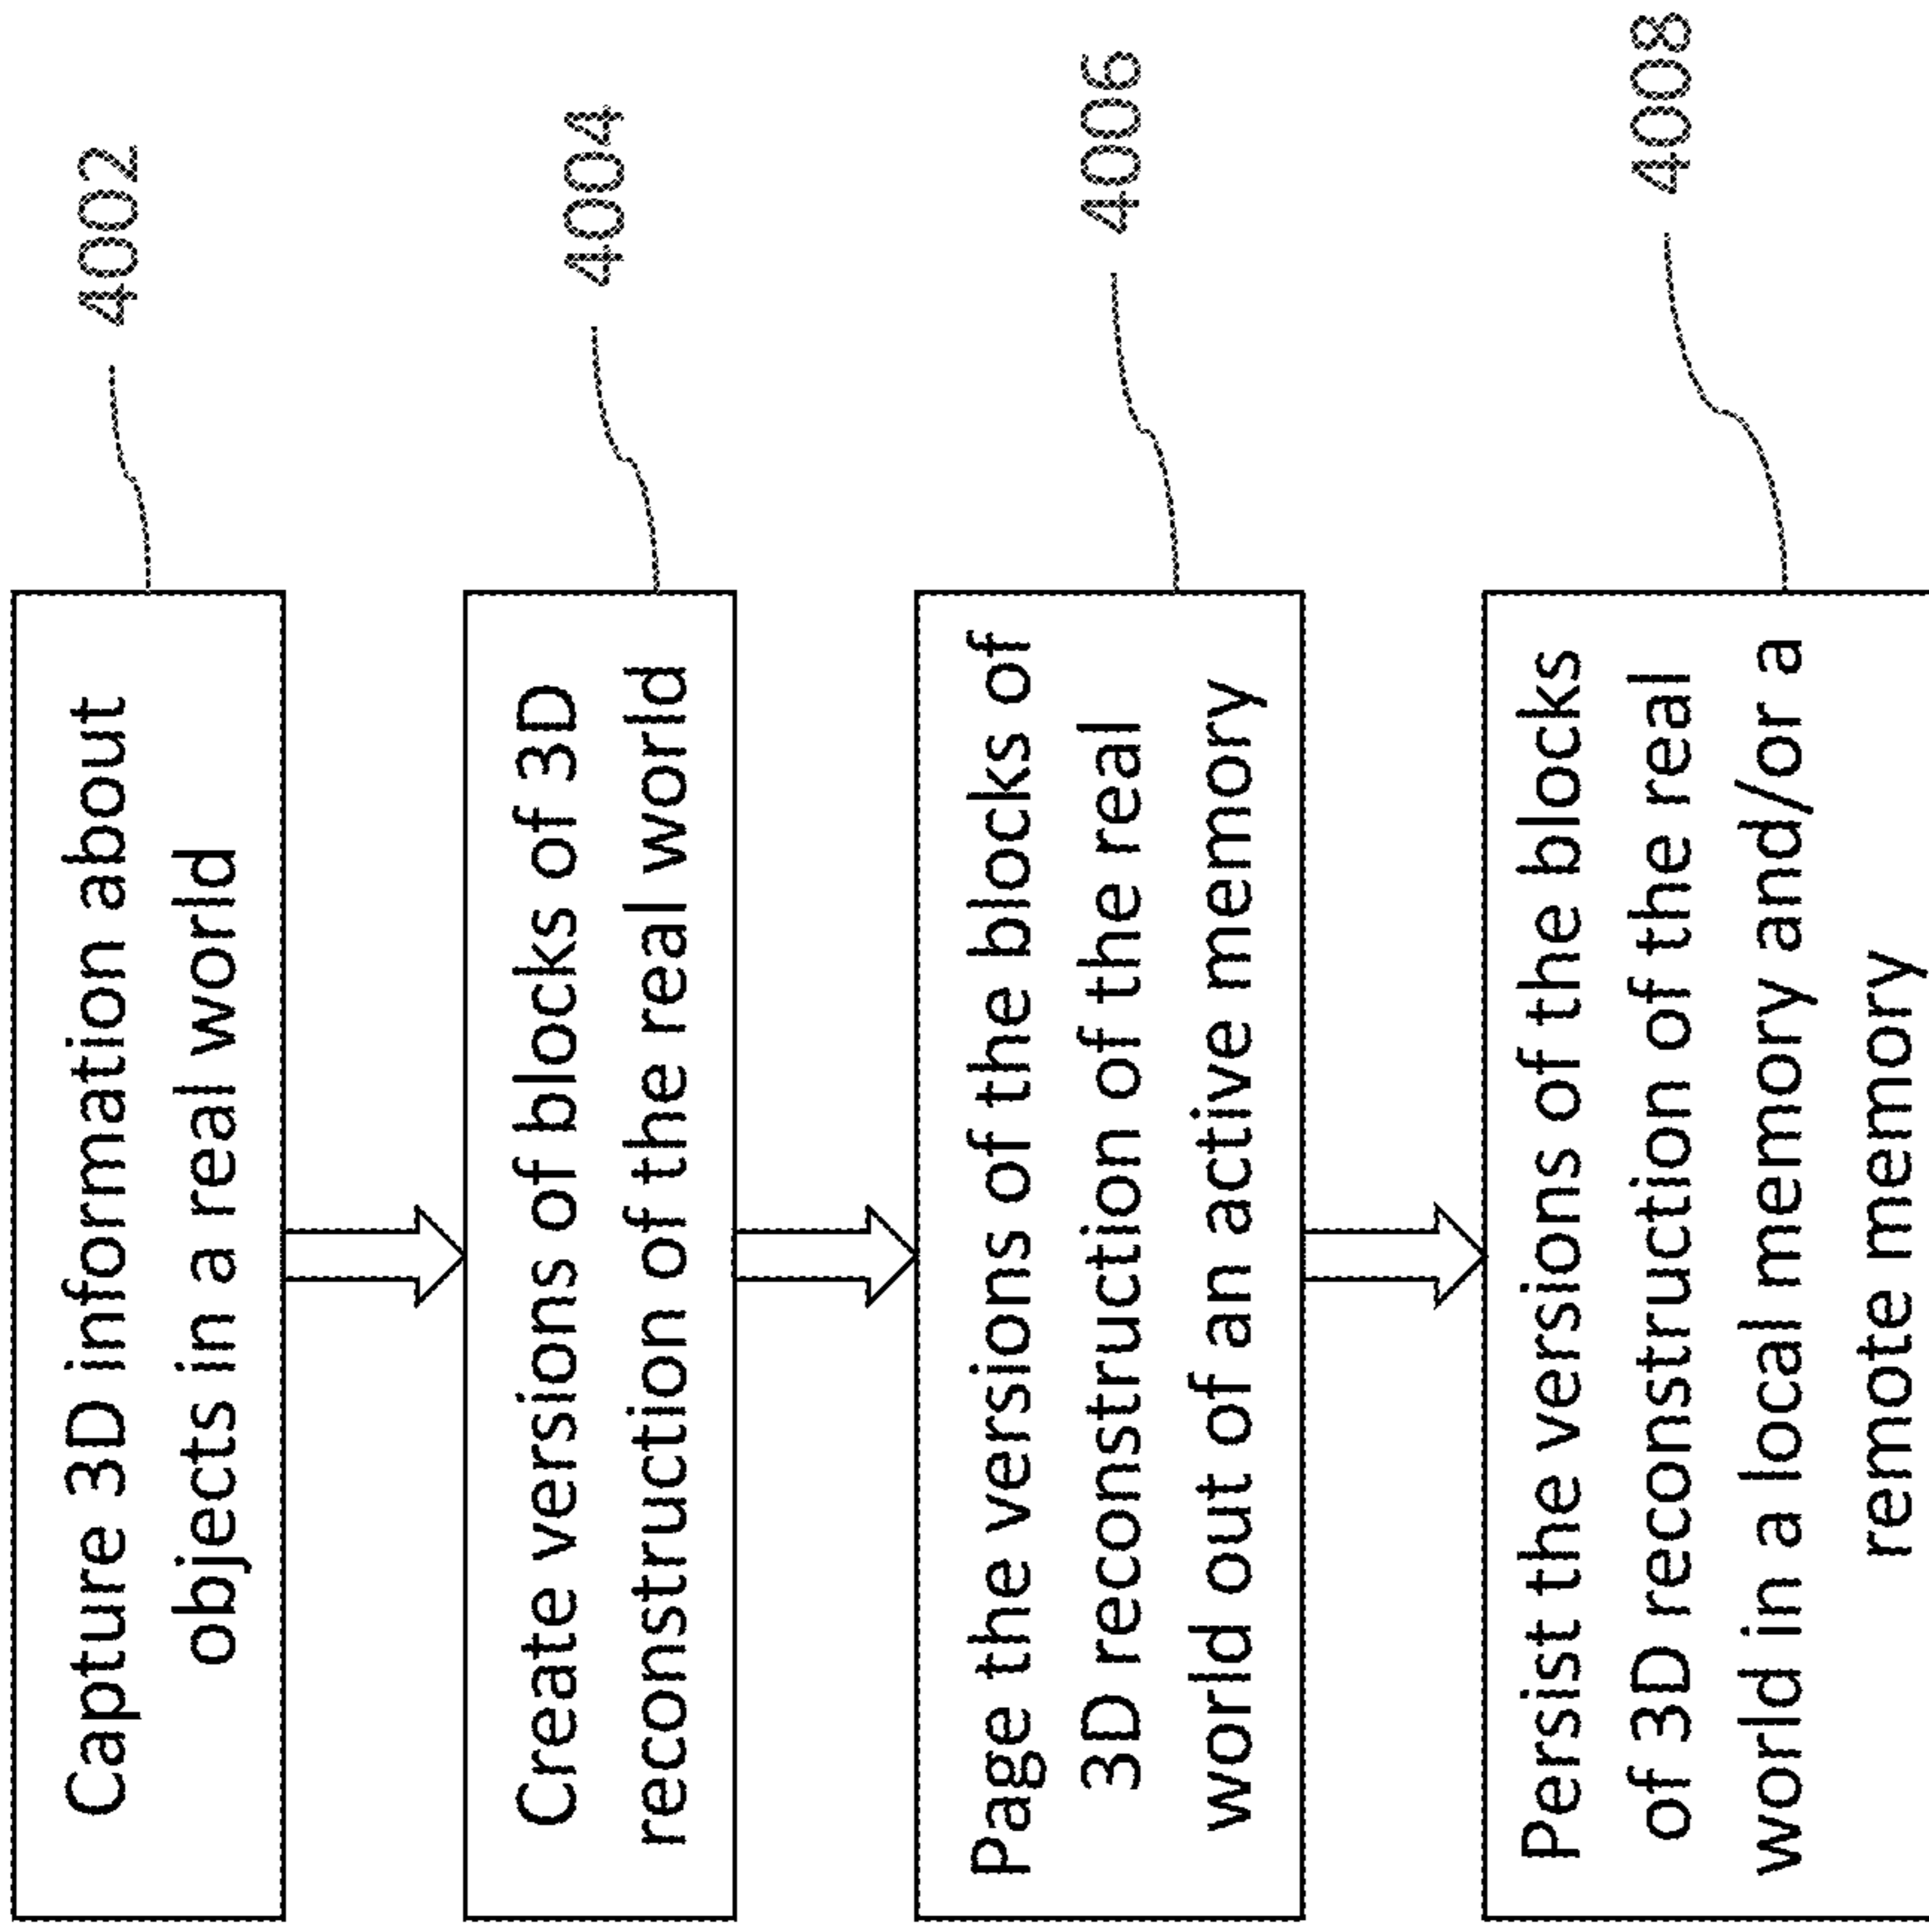 Capture 3D information about
objects in a real world
4002
Create versions of blocks of 3D
reconstruction of the real world
4004
Page the versions of the blocks of
3D reconstruction of the real
world out of an active memory
4006
Persist the versions of the blocks
of 3D reconstruction of the real
world in a local memory and/or a
remote memory
4008